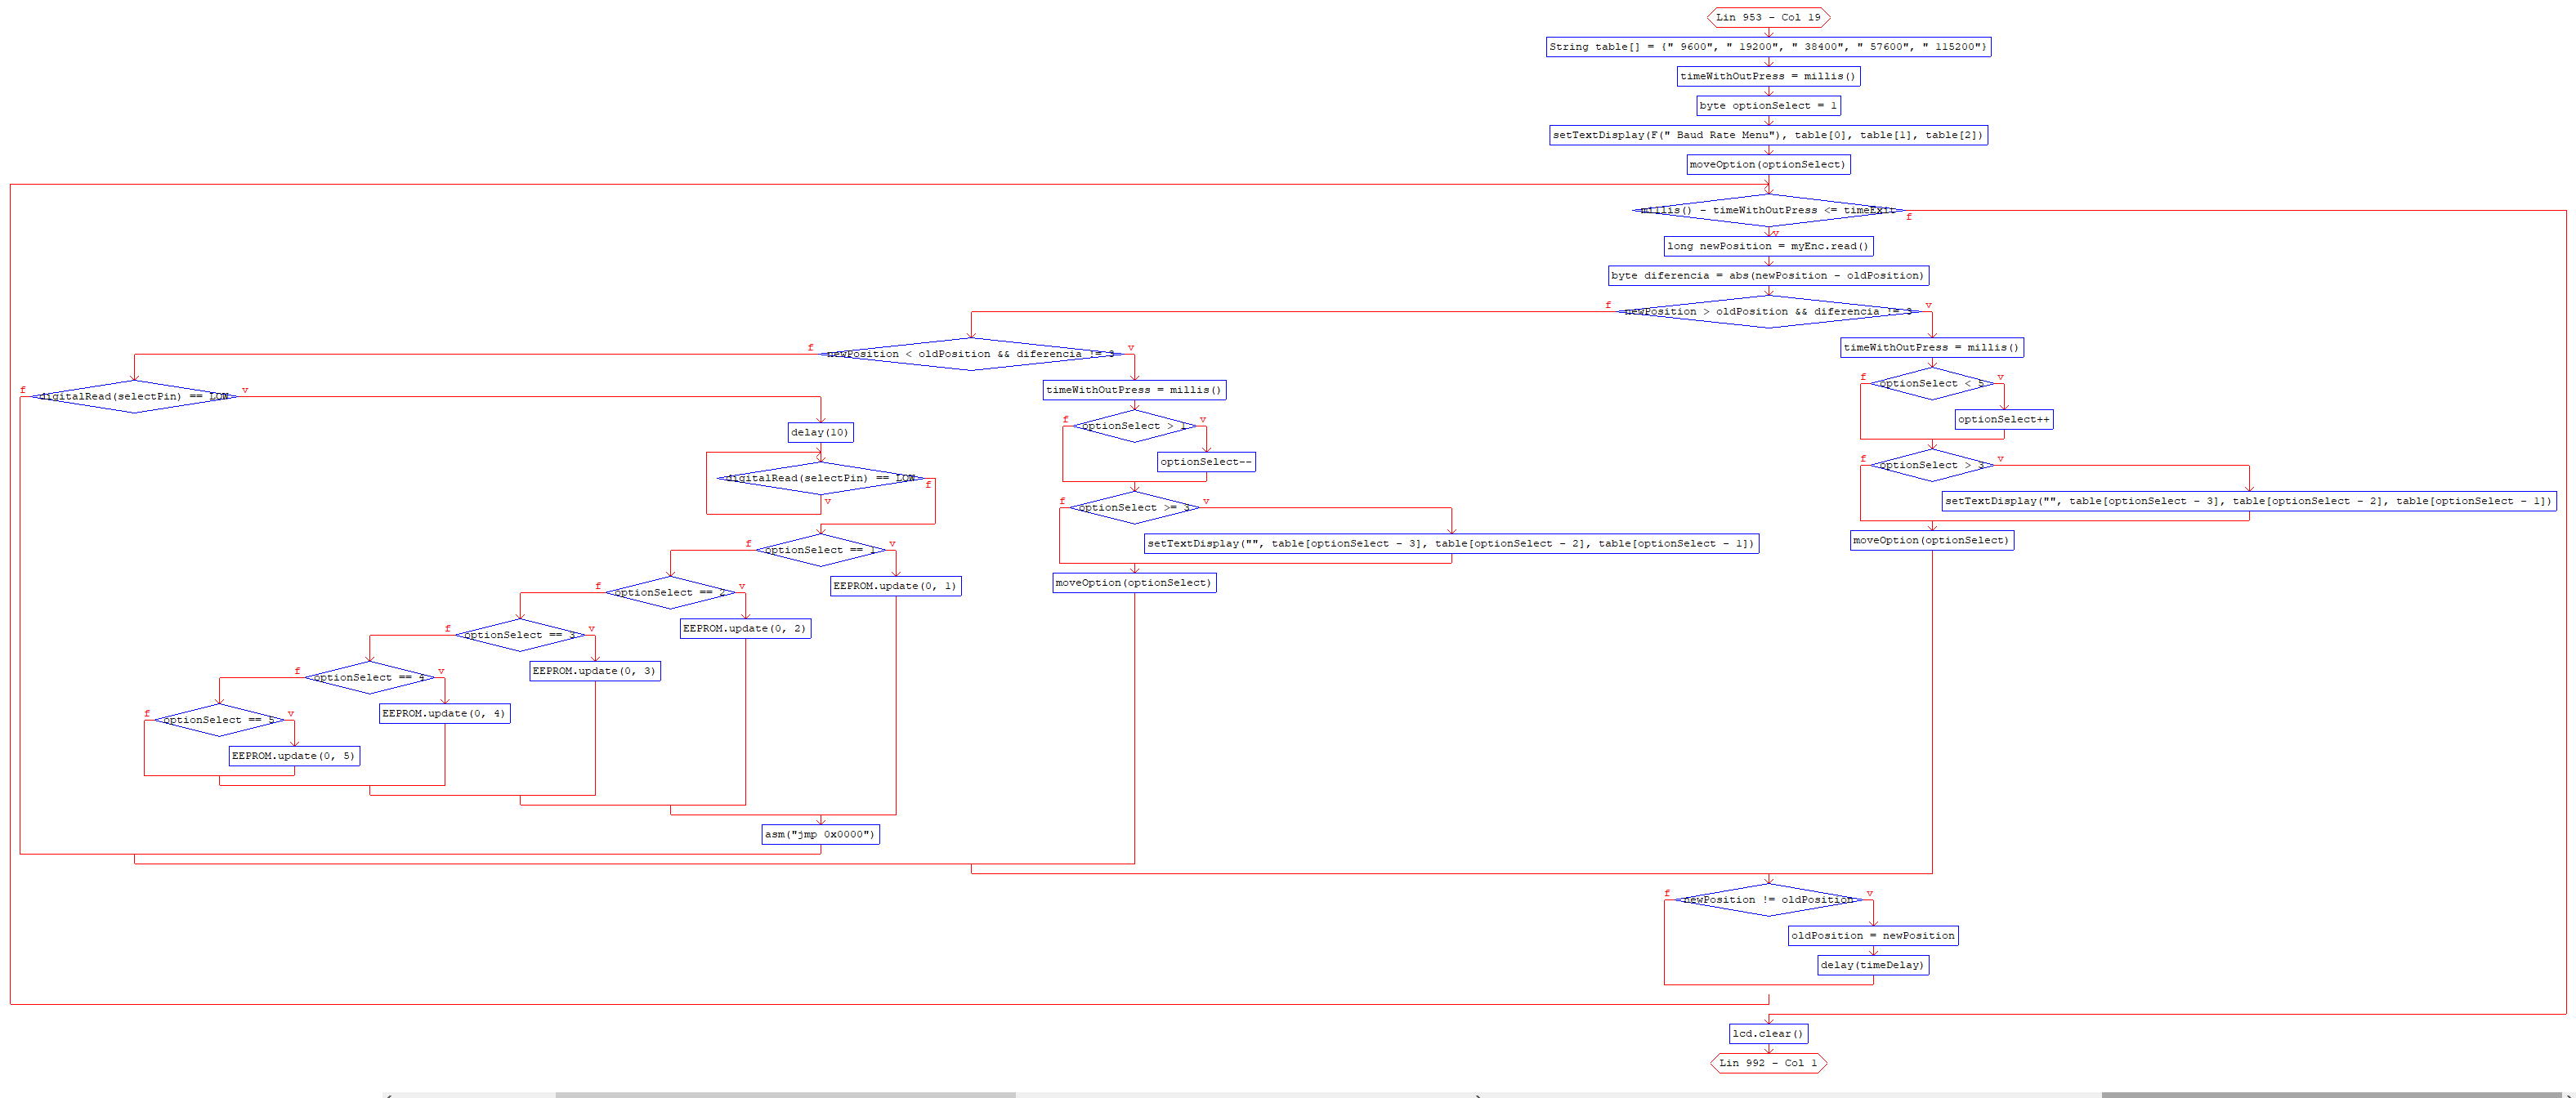 Lin 953 - Col 19
String table[] = {" 9600", " 19200", " 38400", " 57600", " 115200"}
timeWithOutPress = millis()
byte optionSelect = 1
setTextDisplay(F(" Baud Rate Menu"), table[0], table[1], table[2])
moveOption(optionSelect)
millis() - timeWithOutPress <= timeExit
f
v
long newPosition = myEnc.read()
byte diferencia = abs(newPosition - oldPosition)
f
newPosition > oldPosition && diferencia != 3
v
f
newPosition < oldPosition && diferencia != 3
v
timeWithOutPress = millis()
f
digitalRead(selectPin) == LOW
v
timeWithOutPress = millis()
f
optionSelect < 5
v
optionSelect++
delay(10)
f
optionSelect > 1
v
optionSelect--
f
optionSelect > 3
v
digitalRead(selectPin) == LOW
f
v
setTextDisplay("", table[optionSelect - 3], table[optionSelect - 2], table[optionSelect - 1])
f
optionSelect >= 3
v
moveOption(optionSelect)
setTextDisplay("", table[optionSelect - 3], table[optionSelect - 2], table[optionSelect - 1])
f
optionSelect == 1
v
moveOption(optionSelect)
EEPROM.update(0, 1)
f
optionSelect == 2
v
EEPROM.update(0, 2)
f
optionSelect == 3
v
EEPROM.update(0, 3)
f
optionSelect == 4
v
EEPROM.update(0, 4)
f
optionSelect == 5
v
EEPROM.update(0, 5)
asm("jmp 0x0000")
f
newPosition != oldPosition
v
oldPosition = newPosition
delay(timeDelay)
lcd.clear()
Lin 992 - Col 1